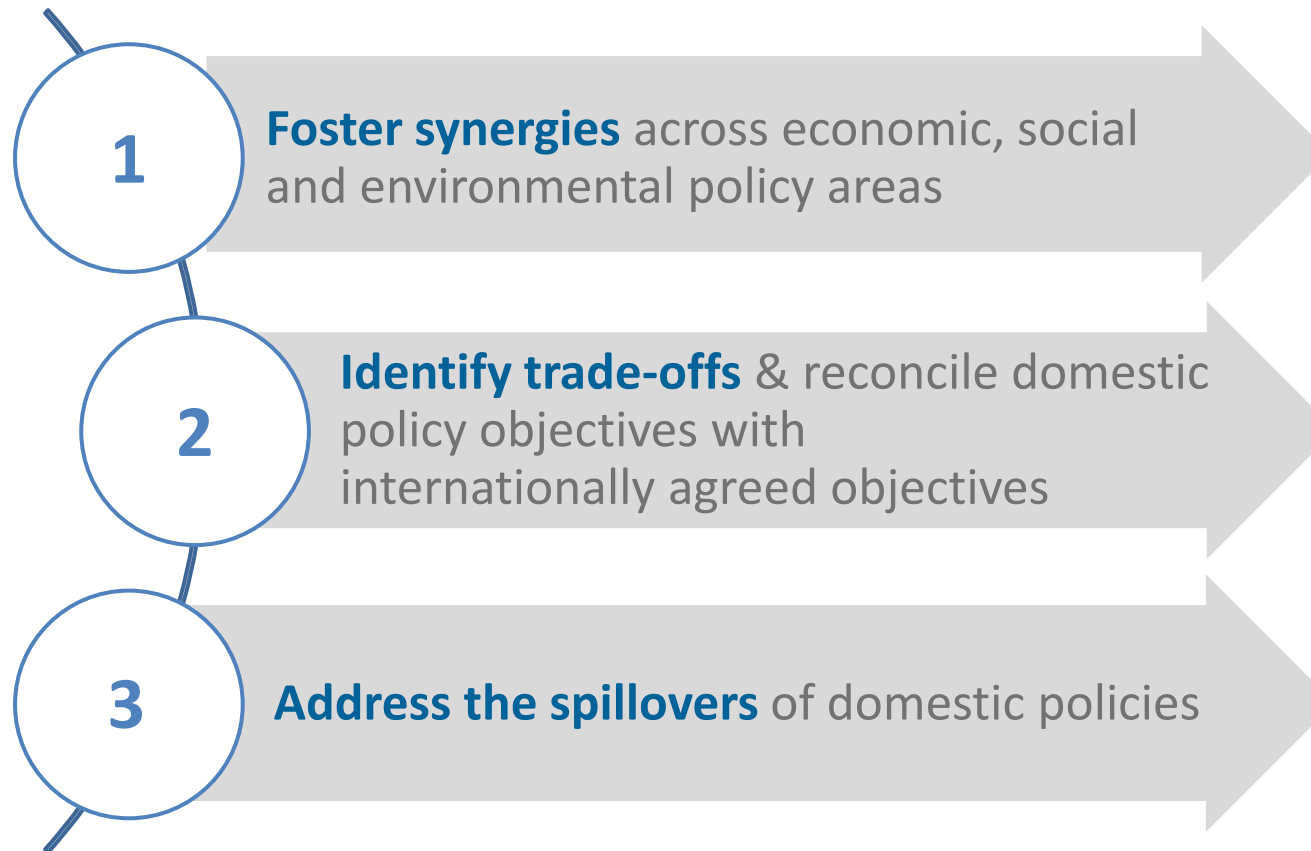 1
Foster synergies across economic, social
and environmental policy areas
2
Identify trade-offs & reconcile domestic
policy objectives with
internationally agreed objectives
3
Address the spillovers of domestic policies